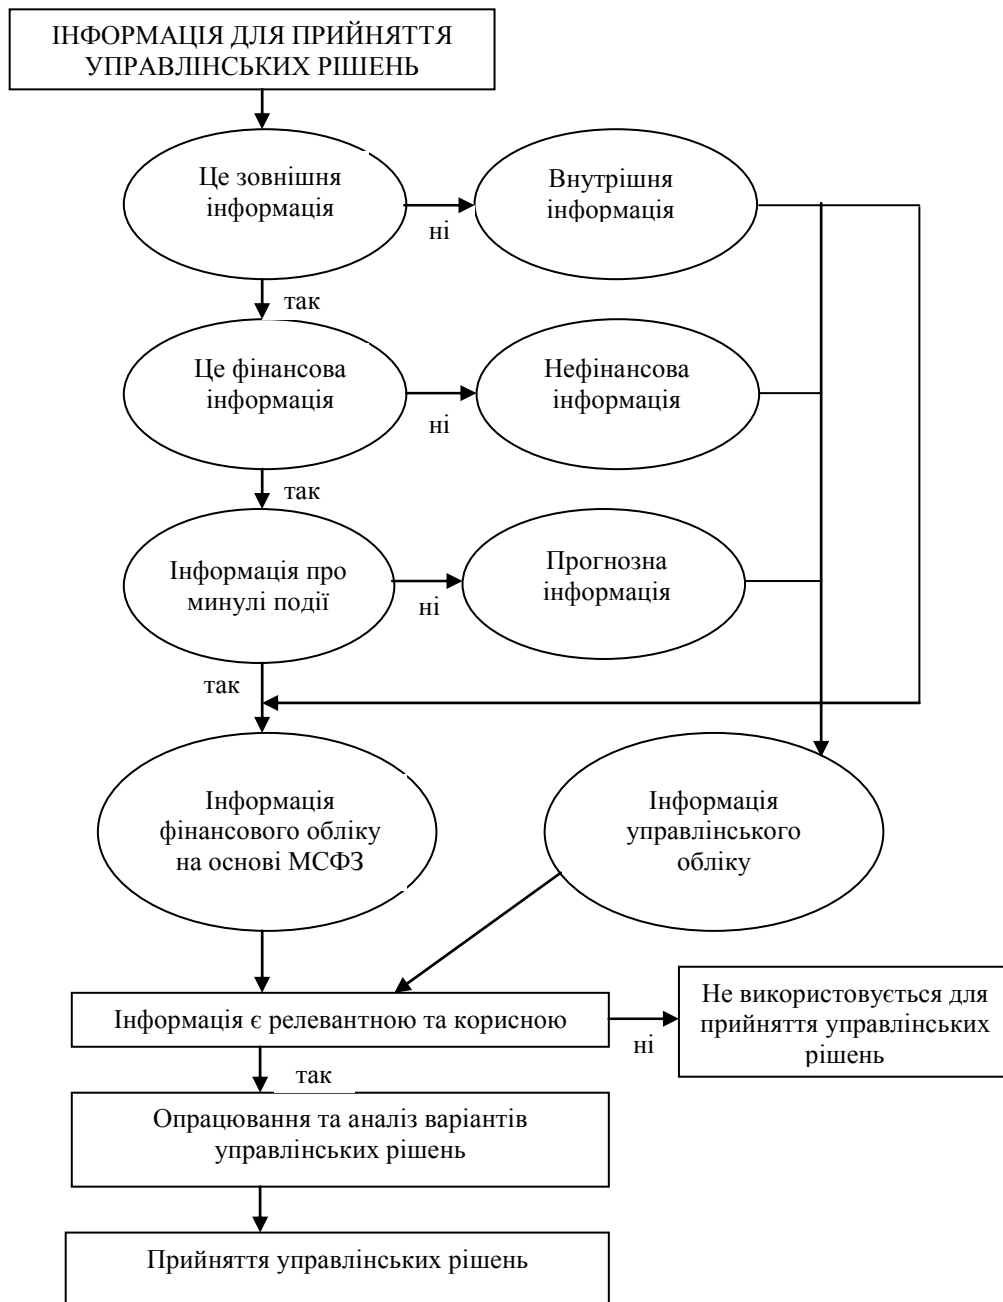 ІНФОРМАЦІЯ ДЛЯ ПРИЙНЯТТЯ
УПРАВЛІНСЬКИХ РІШЕНЬ
Це зовнішня
інформація
ні
Внутрішня
інформація
так
Це фінансова
інформація
ні
Нефінансова
інформація
так
Інформація про
минулі події
ні
Прогнозна
інформація
так
Інформація
фінансового обліку
на основі МСФЗ
Інформація
управлінського
обліку
Інформація є релевантною та корисною
ні
Не використовується для
прийняття управлінських
рішень
так
Опрацювання та аналіз варіантів
управлінських рішень
Прийняття управлінських рішень